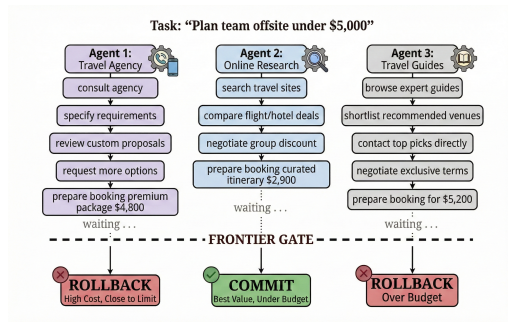 Task: “Plan team offsite under $5,000”
Agent 1:
Travel Agency
consult agency
specify requirements
review custom proposals
request more options
prepare booking premium
package $4,800
waiting . . .
Agent 2:
Online Research
search travel sites
compare flight/hotel deals
negotiate group discount
prepare booking curated
itinerary $2,900
waiting . . .
Agent 3:
Travel Guides
browse expert guides
shortlist recommended venues
contact top picks directly
negotiate exclusive terms
prepare booking for $5,200
waiting . . .
FRONTIER GATE
ROLLBACK
High Cost, Close to Limit
COMMIT
Best Value, Under Budget
ROLLBACK
Over Budget